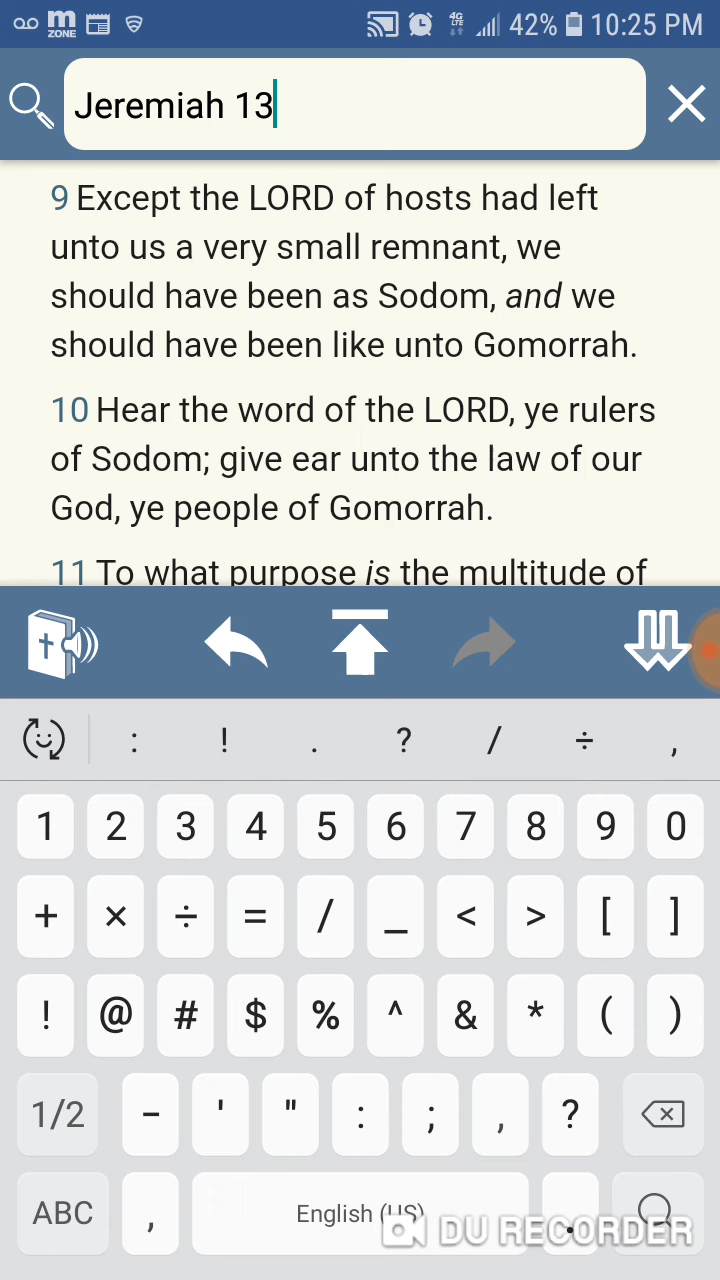 m
ZONE
4G
LTE
42%
10:25 PM
Jeremiah 13
9 Except the LORD of hosts had left
unto us a very small remnant, we
should have been as Sodom, and we
should have been like unto Gomorrah.
10 Hear the word of the LORD, ye rulers
of Sodom; give ear unto the law of our
God, ye people of Gomorrah.
11 To what purpose is the multitude of
: ! . ? / ÷ ,
1 2 3 4 5 6 7 8 9 0
+ × ÷ = / _ < > [ ]
! @ # $ % ^ & * ( )
1/2 - ' " : ; , ?
ABC , English (US) .
DU RECORDER